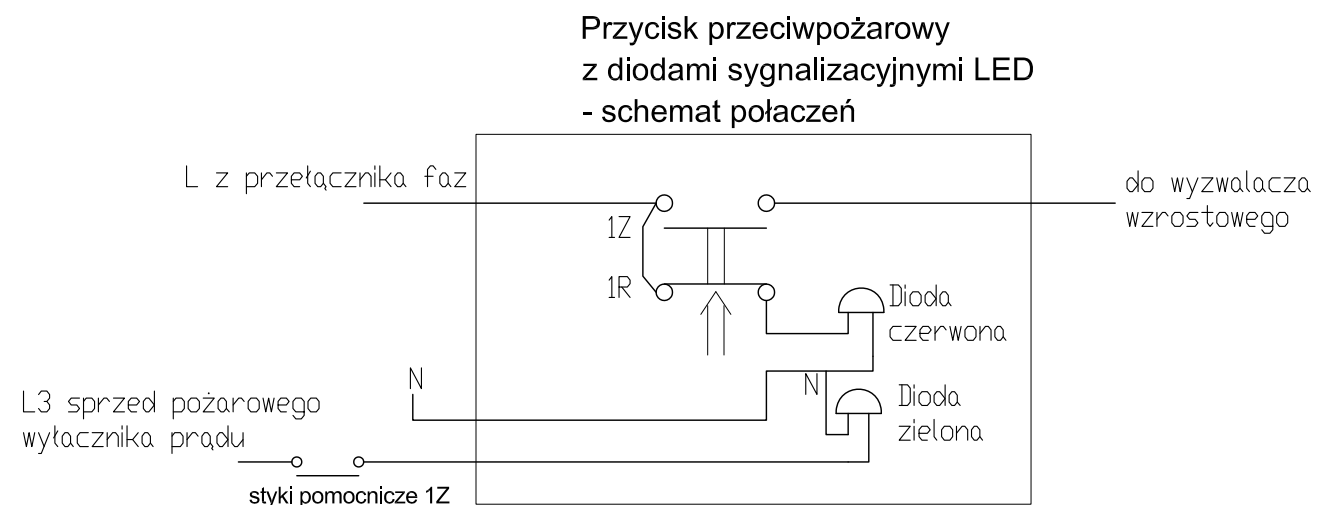 Przycisk przeciwpożarowy
z diodami sygnalizacyjnymi LED
- schemat połaczeń
L z przełącznika faz
do wyzwalacza
wzrostowego
1Z
1R
Dioda
czerwona
N
N
L3 sprzed pożarowego
wyłacznika prądu
Dioda
zielona
styki pomocnicze 1Z